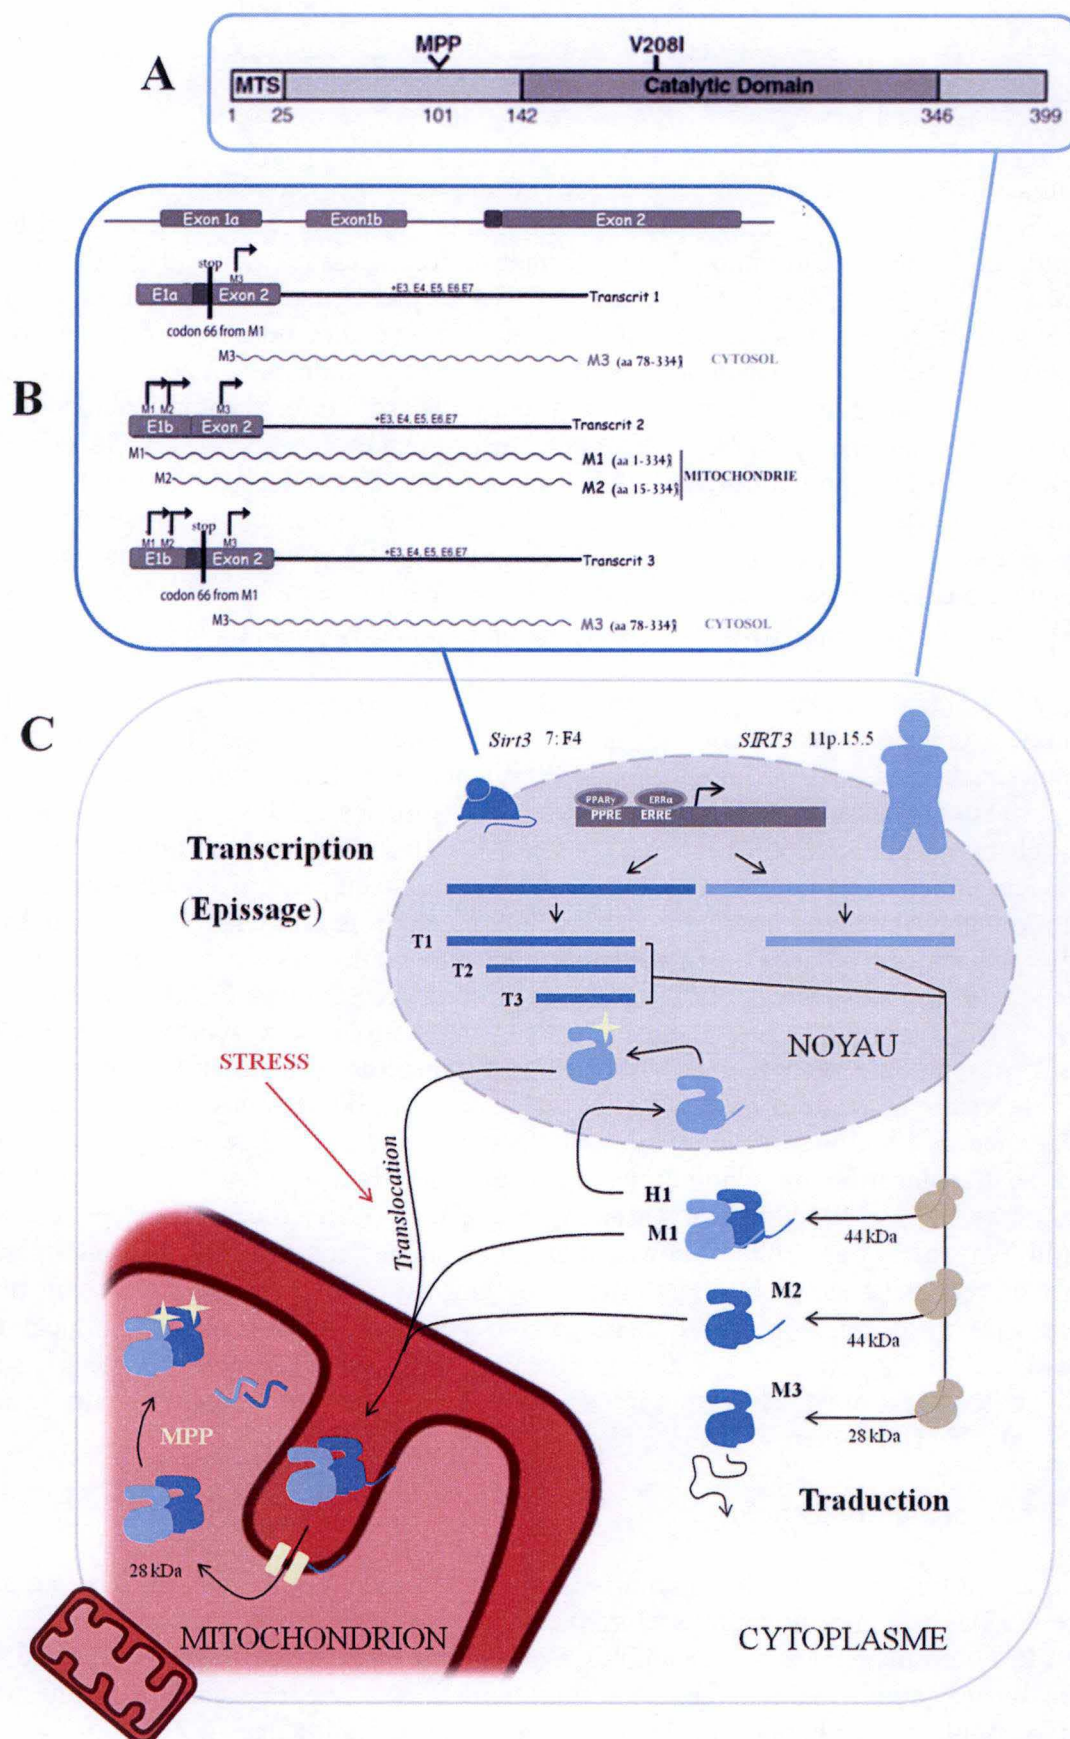 A
MPP V208I
MTS Catalytic Domain
1 25 101 142 346 399
B
Exon 1a Exon1b Exon 2
stop
M3
E1a Exon 2 +E3, E4, E5, E6,E7 Transcrit 1
codon 66 from M1
M3 M3 (aa 78-334) CYTOSOL
M1 M2 M3
E1b Exon 2 +E3, E4, E5, E6,E7 Transcrit 2
M1 M1 (aa 1-334)
M2 M2 (aa 15-334) MITOCHONDRIE
stop
M1 M2 M3
E1b Exon 2 +E3, E4, E5, E6,E7 Transcrit 3
codon 66 from M1
M3 M3 (aa 78-334) CYTOSOL
C
Sirt3 7: F4 SIRT3 11p.15.5
PPARγ ERRα
PPRE ERRE
Transcription
(Epissage)
T1
T2
T3
NOYAU
STRESS
Translocation
H1
M1
44 kDa
M2
44 kDa
M3
28 kDa
MPP
Traduction
28 kDa
MITOCHONDRION CYTOPLASME